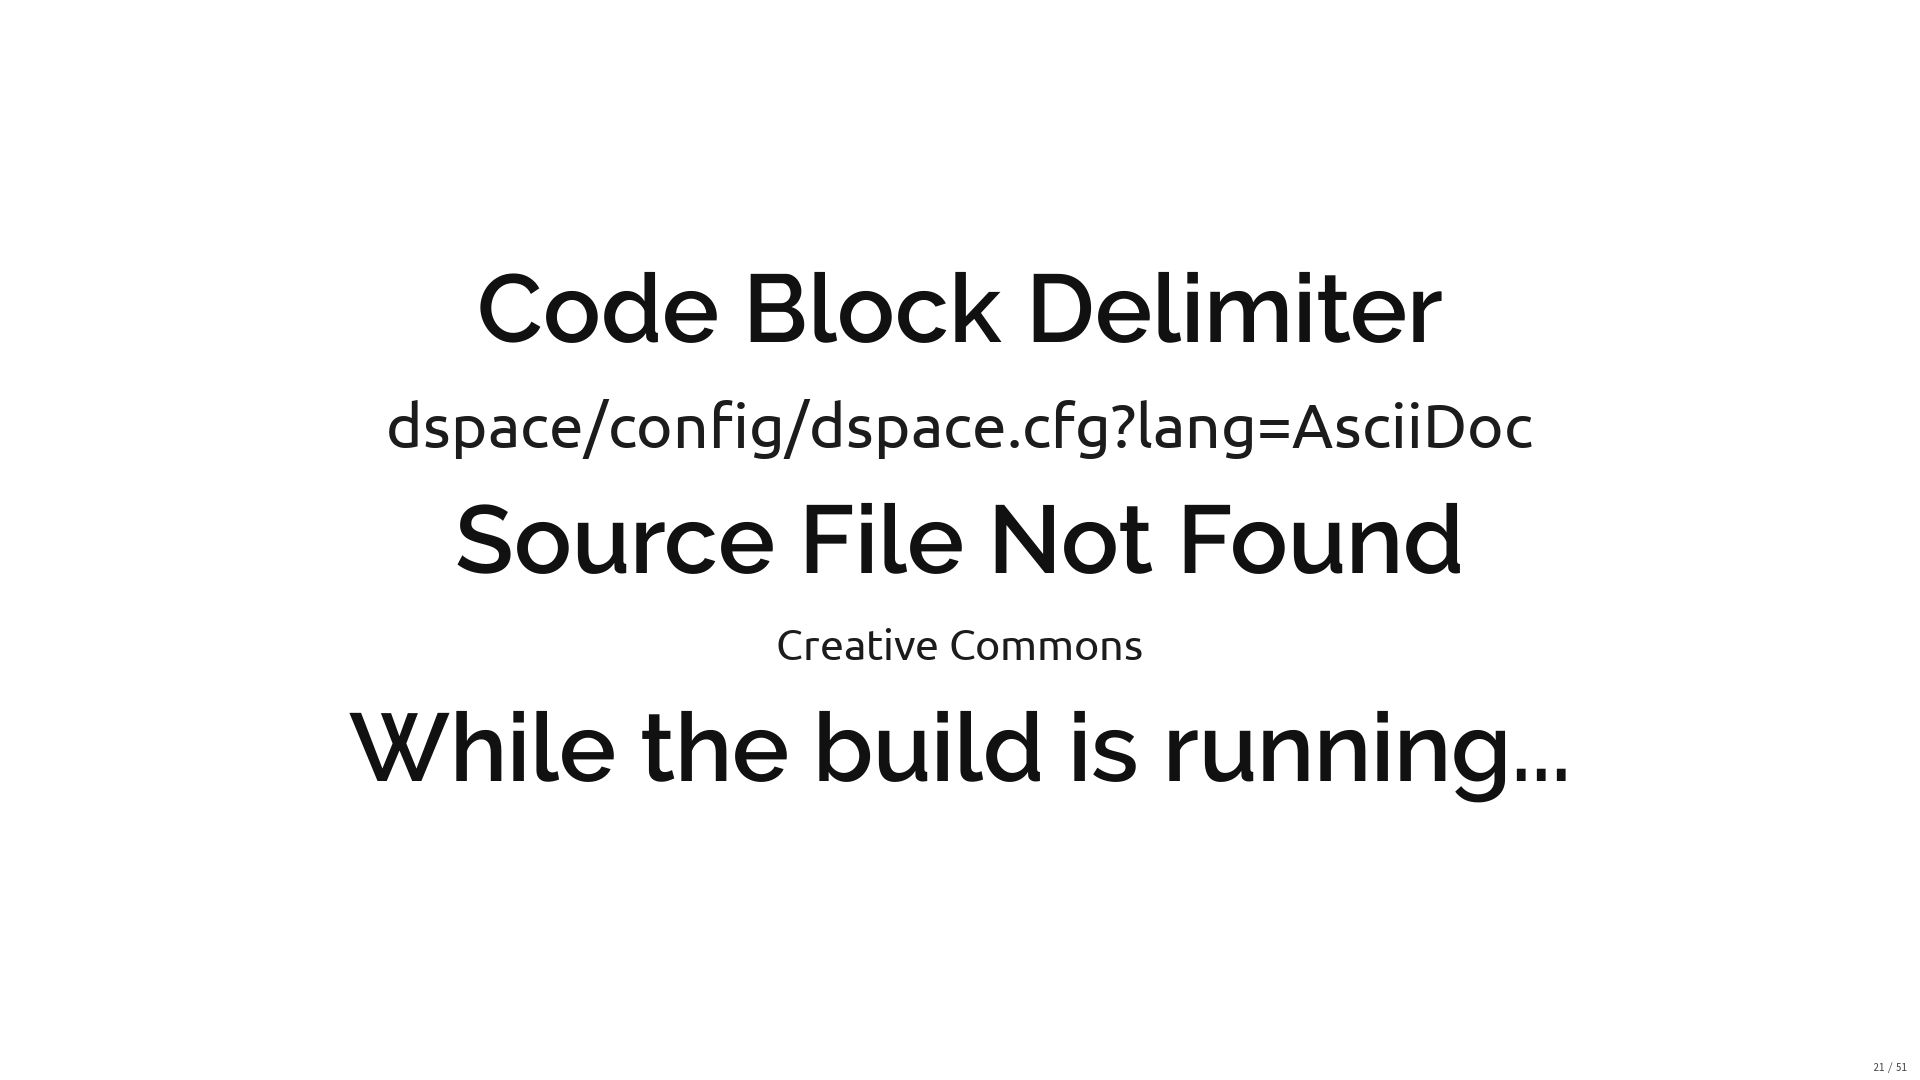 Code Block Delimiter
dspace/config/dspace.cfg?lang=AsciiDoc
Source File Not Found
Creative Commons
While the build is running...
21 / 51